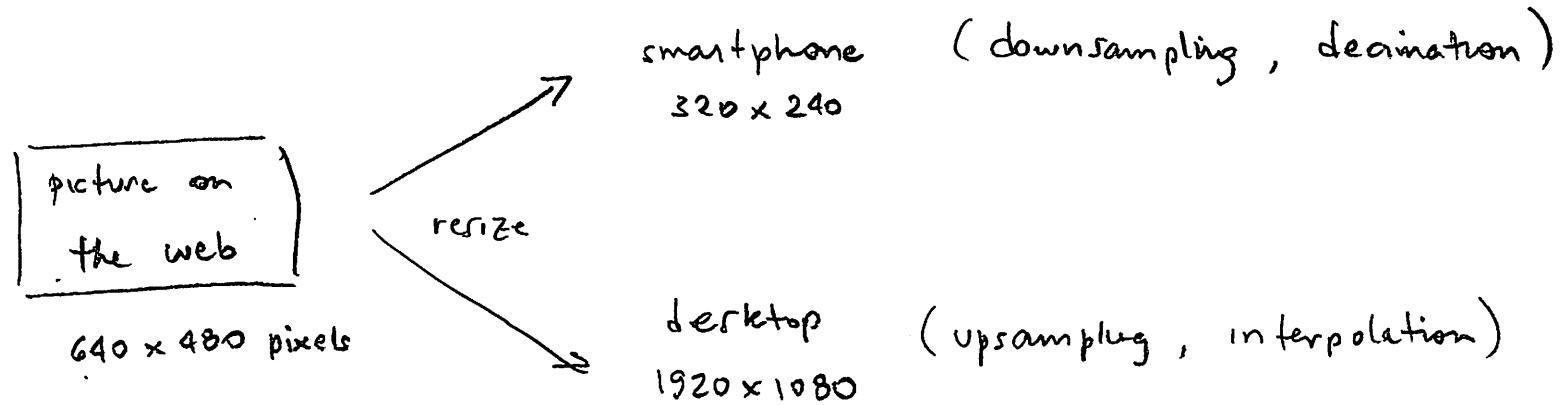 smartphone (downsampling, decimation)
320 x 240
picture on
the web
resize
640 x 480 pixels
desktop (upsampling, interpolation)
1920 x 1080